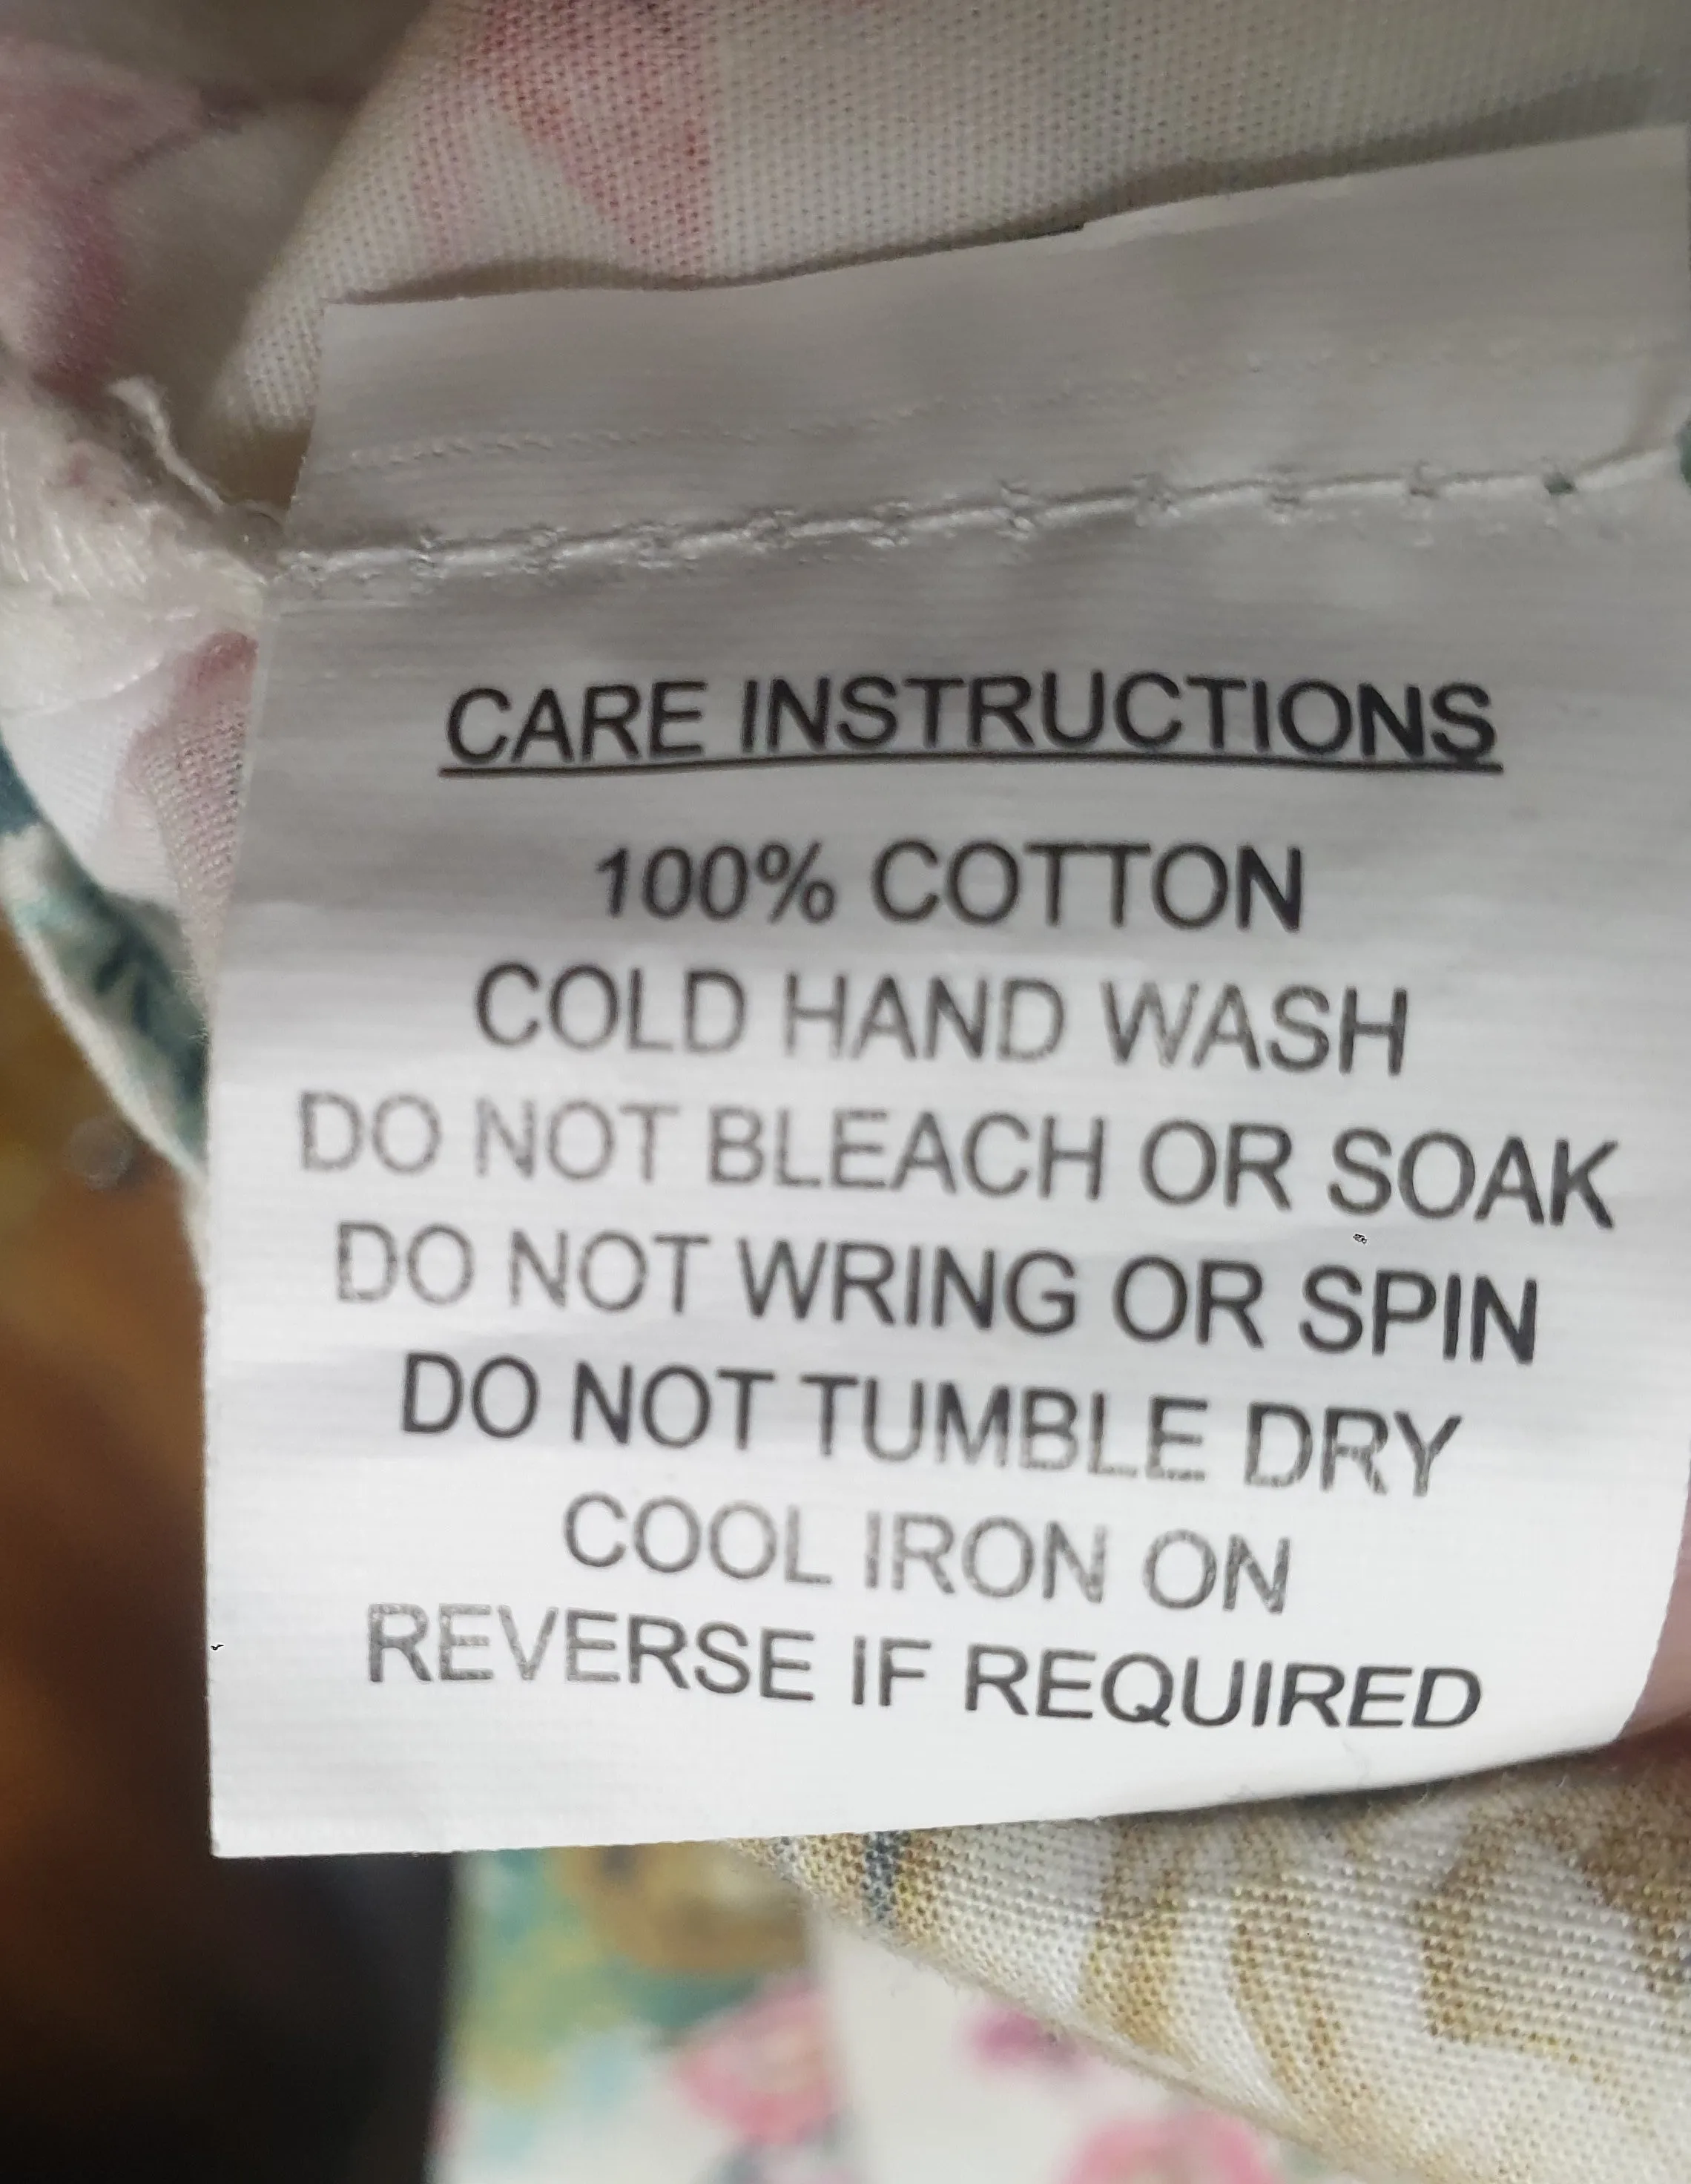 CARE INSTRUCTIONS
100% COTTON
COLD HAND WASH
DO NOT BLEACH OR SOAK
DO NOT WRING OR SPIN
DO NOT TUMBLE DRY
COOL IRON ON
REVERSE IF REQUIRED